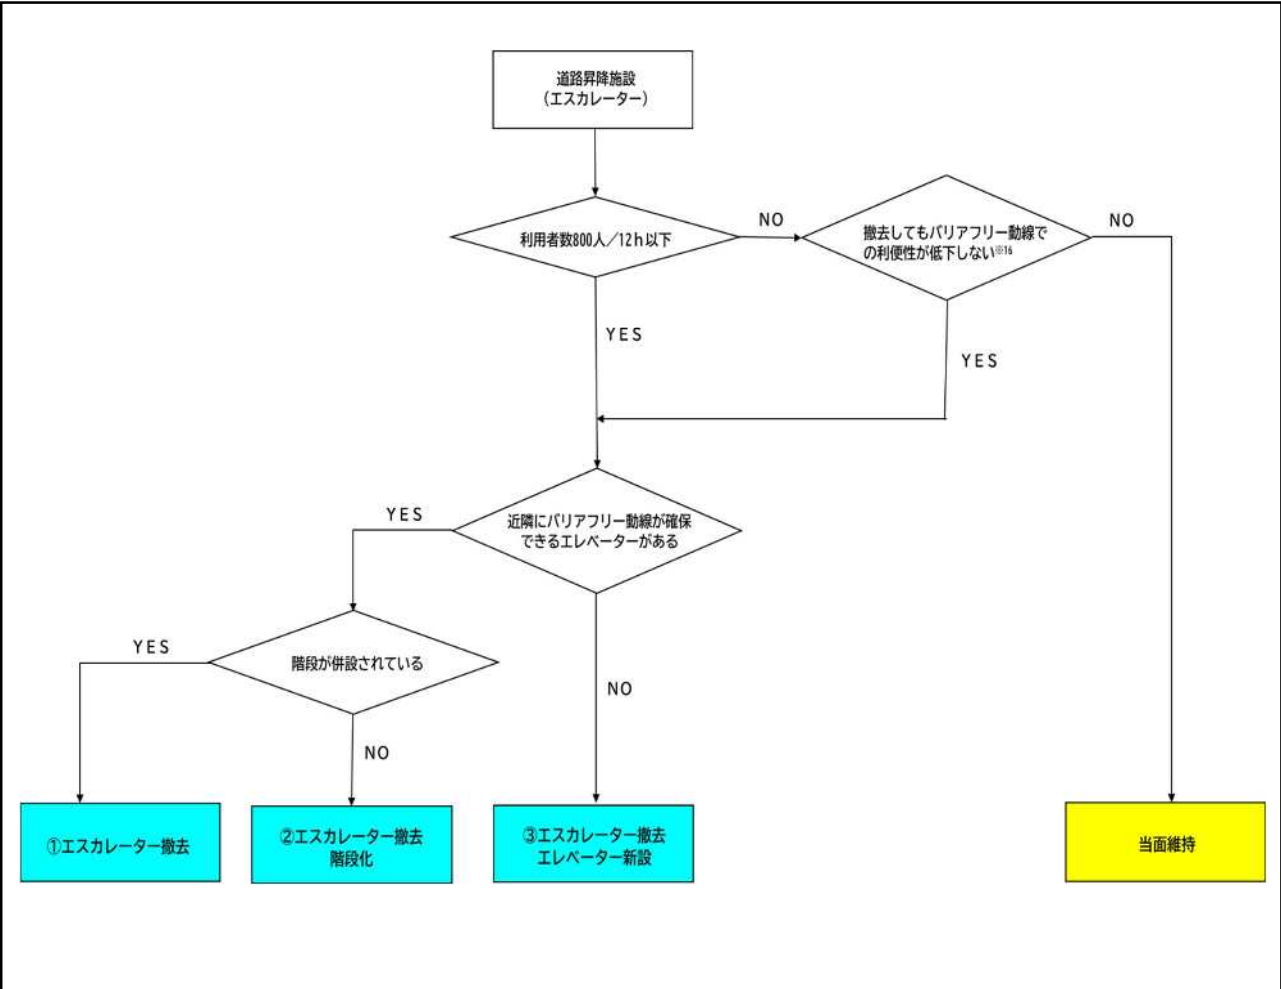 道路昇降施設
（エスカレーター）
利用者数800人／12ｈ以下
NO
撤去してもバリアフリー動線で
の利便性が低下しない※16
NO
YES
YES
近隣にバリアフリー動線が確保
できるエレベーターがある
YES
階段が併設されている
YES
NO
NO
①エスカレーター撤去
②エスカレーター撤去
階段化
③エスカレーター撤去
エレベーター新設
当面維持